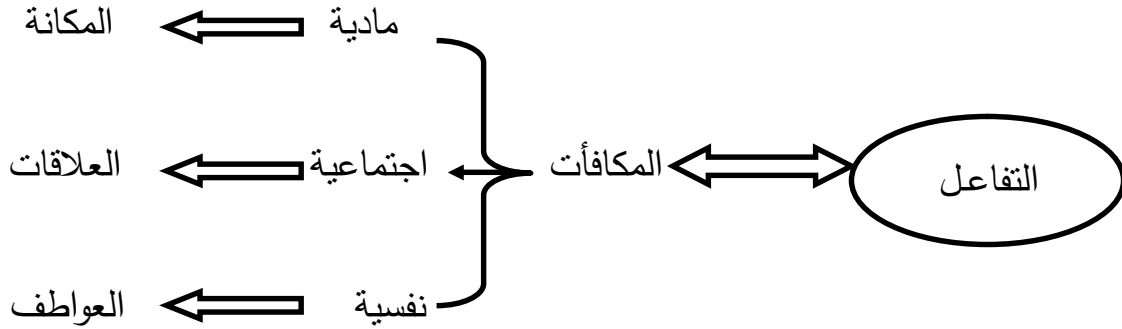 مادية المكانة
التفاعل المكافأت اجتماعية العلاقات
نفسية العواطف